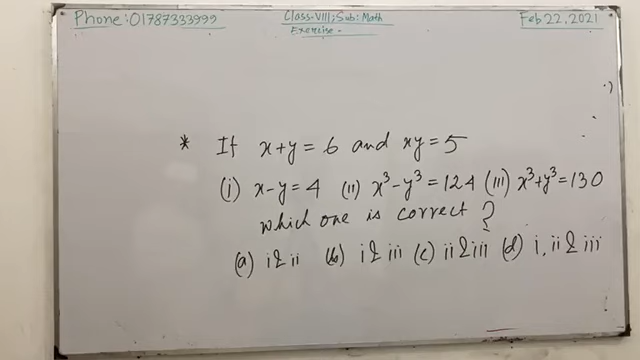 Phone: 01787333999 Class: VIII; Sub: Math Feb 22, 2021
Exercise -
* If x+y=6 and xy=5
(i) x-y=4 (ii) x³-y³=124 (iii) x³+y³=130
which one is correct?
(a) i & ii (b) i & iii (c) ii & iii (d) i, ii & iii